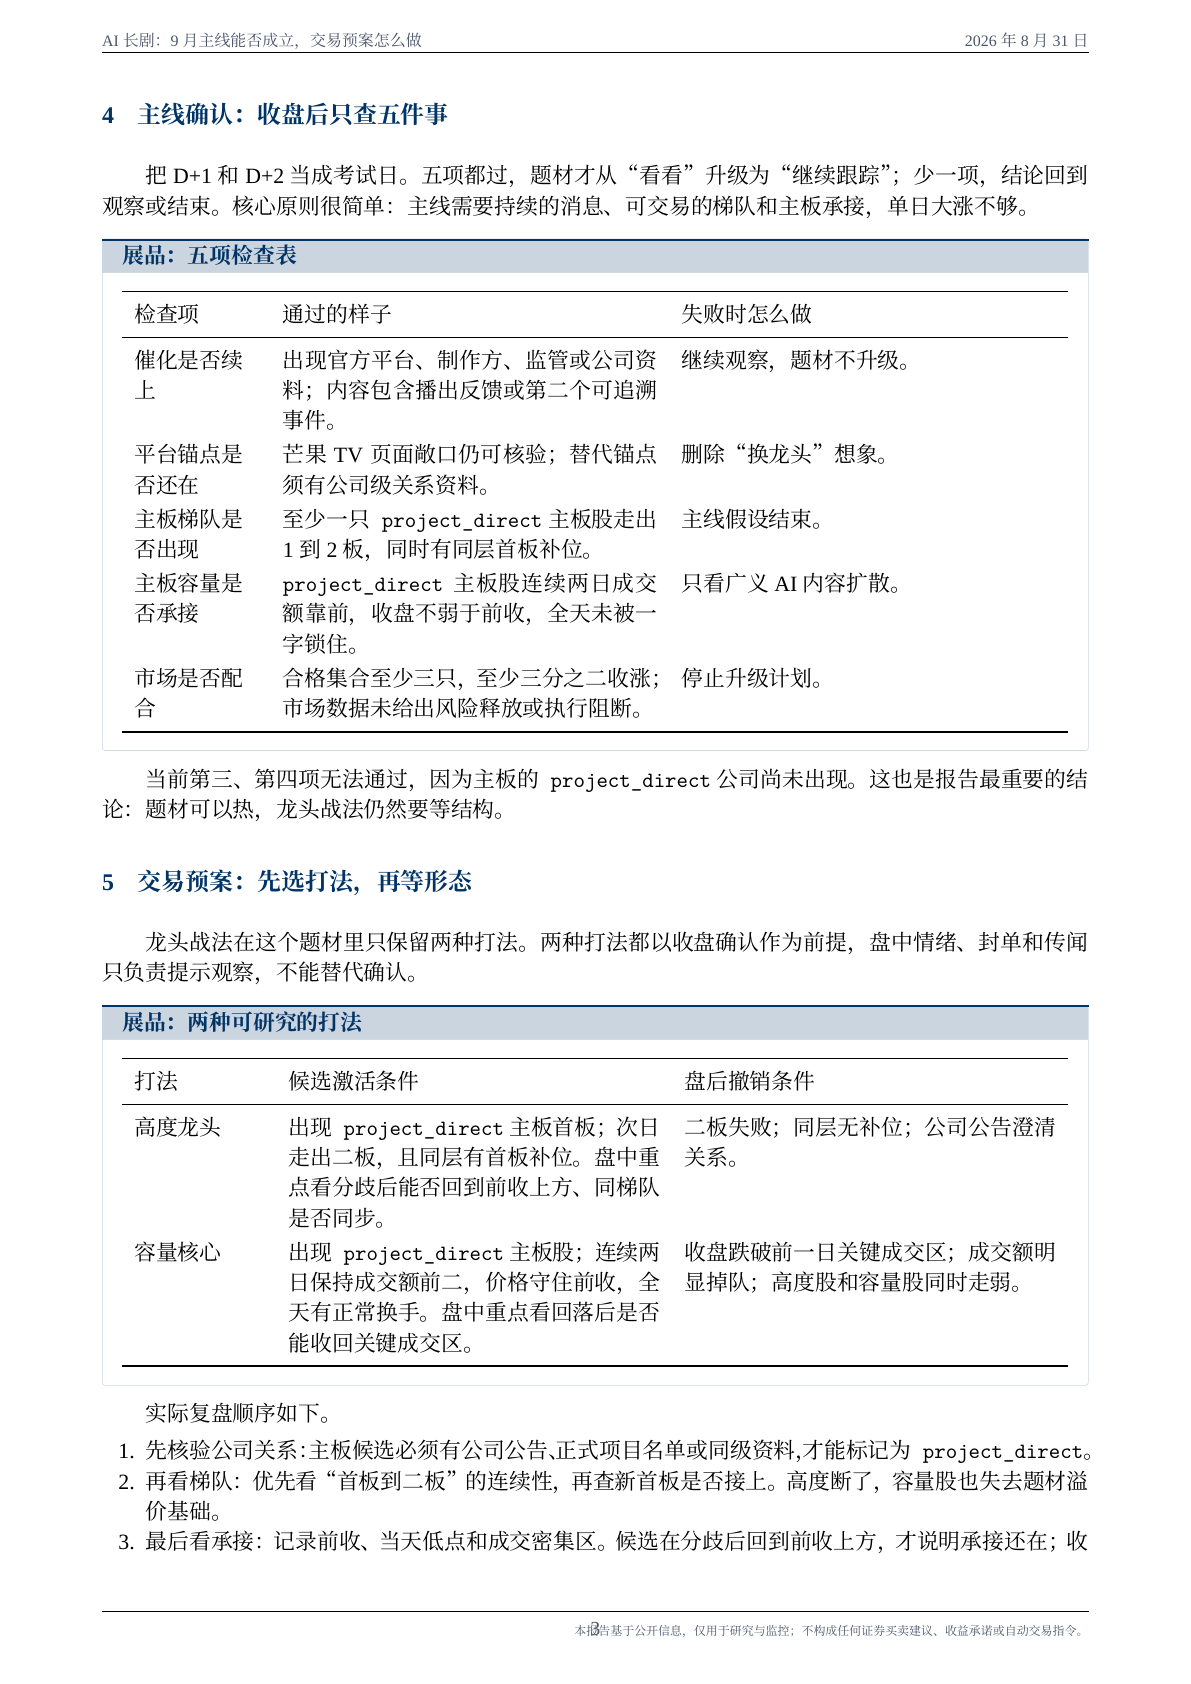 AI 长剧：9 月主线能否成立，交易预案怎么做
2026 年 8 月 31 日
4 主线确认：收盘后只查五件事
把 D+1 和 D+2 当成考试日。五项都过，题材才从“看看”升级为“继续跟踪”；少一项，结论回到
观察或结束。核心原则很简单：主线需要持续的消息、可交易的梯队和主板承接，单日大涨不够。
展品：五项检查表
检查项 通过的样子 失败时怎么做
催化是否续 出现官方平台、制作方、监管或公司资 继续观察，题材不升级。
上 料；内容包含播出反馈或第二个可追溯
事件。
平台锚点是 芒果 TV 页面敞口仍可核验；替代锚点 删除“换龙头”想象。
否还在 须有公司级关系资料。
主板梯队是 至少一只 project_direct 主板股走出 主线假设结束。
否出现 1 到 2 板，同时有同层首板补位。
主板容量是 project_direct 主板股连续两日成交 只看广义 AI 内容扩散。
否承接 额靠前，收盘不弱于前收，全天未被一
字锁住。
市场是否配 合格集合至少三只，至少三分之二收涨； 停止升级计划。
合 市场数据未给出风险释放或执行阻断。
当前第三、第四项无法通过，因为主板的 project_direct 公司尚未出现。这也是报告最重要的结
论：题材可以热，龙头战法仍然要等结构。
5 交易预案：先选打法，再等形态
龙头战法在这个题材里只保留两种打法。两种打法都以收盘确认作为前提，盘中情绪、封单和传闻
只负责提示观察，不能替代确认。
展品：两种可研究的打法
打法 候选激活条件 盘后撤销条件
高度龙头 出现 project_direct 主板首板；次日 二板失败；同层无补位；公司公告澄清
走出二板，且同层有首板补位。盘中重 关系。
点看分歧后能否回到前收上方、同梯队
是否同步。
容量核心 出现 project_direct 主板股；连续两 收盘跌破前一日关键成交区；成交额明
日保持成交额前二，价格守住前收，全 显掉队；高度股和容量股同时走弱。
天有正常换手。盘中重点看回落后是否
能收回关键成交区。
实际复盘顺序如下。
1. 先核验公司关系：主板候选必须有公司公告、正式项目名单或同级资料，才能标记为 project_direct。
2. 再看梯队：优先看“首板到二板”的连续性，再查新首板是否接上。高度断了，容量股也失去题材溢
价基础。
3. 最后看承接：记录前收、当天低点和成交密集区。候选在分歧后回到前收上方，才说明承接还在；收
3
本报告基于公开信息，仅用于研究与监控；不构成任何证券买卖建议、收益承诺或自动交易指令。